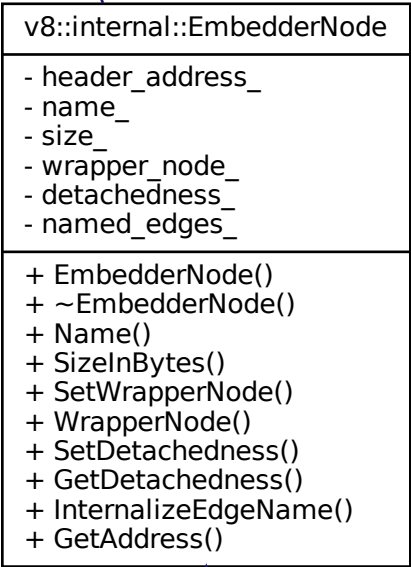 v8::internal::EmbedderNode
- header_address_
- name_
- size_
- wrapper_node_
- detachedness_
- named_edges_
+ EmbedderNode()
+ ~EmbedderNode()
+ Name()
+ SizeInBytes()
+ SetWrapperNode()
+ WrapperNode()
+ SetDetachedness()
+ GetDetachedness()
+ InternalizeEdgeName()
+ GetAddress()